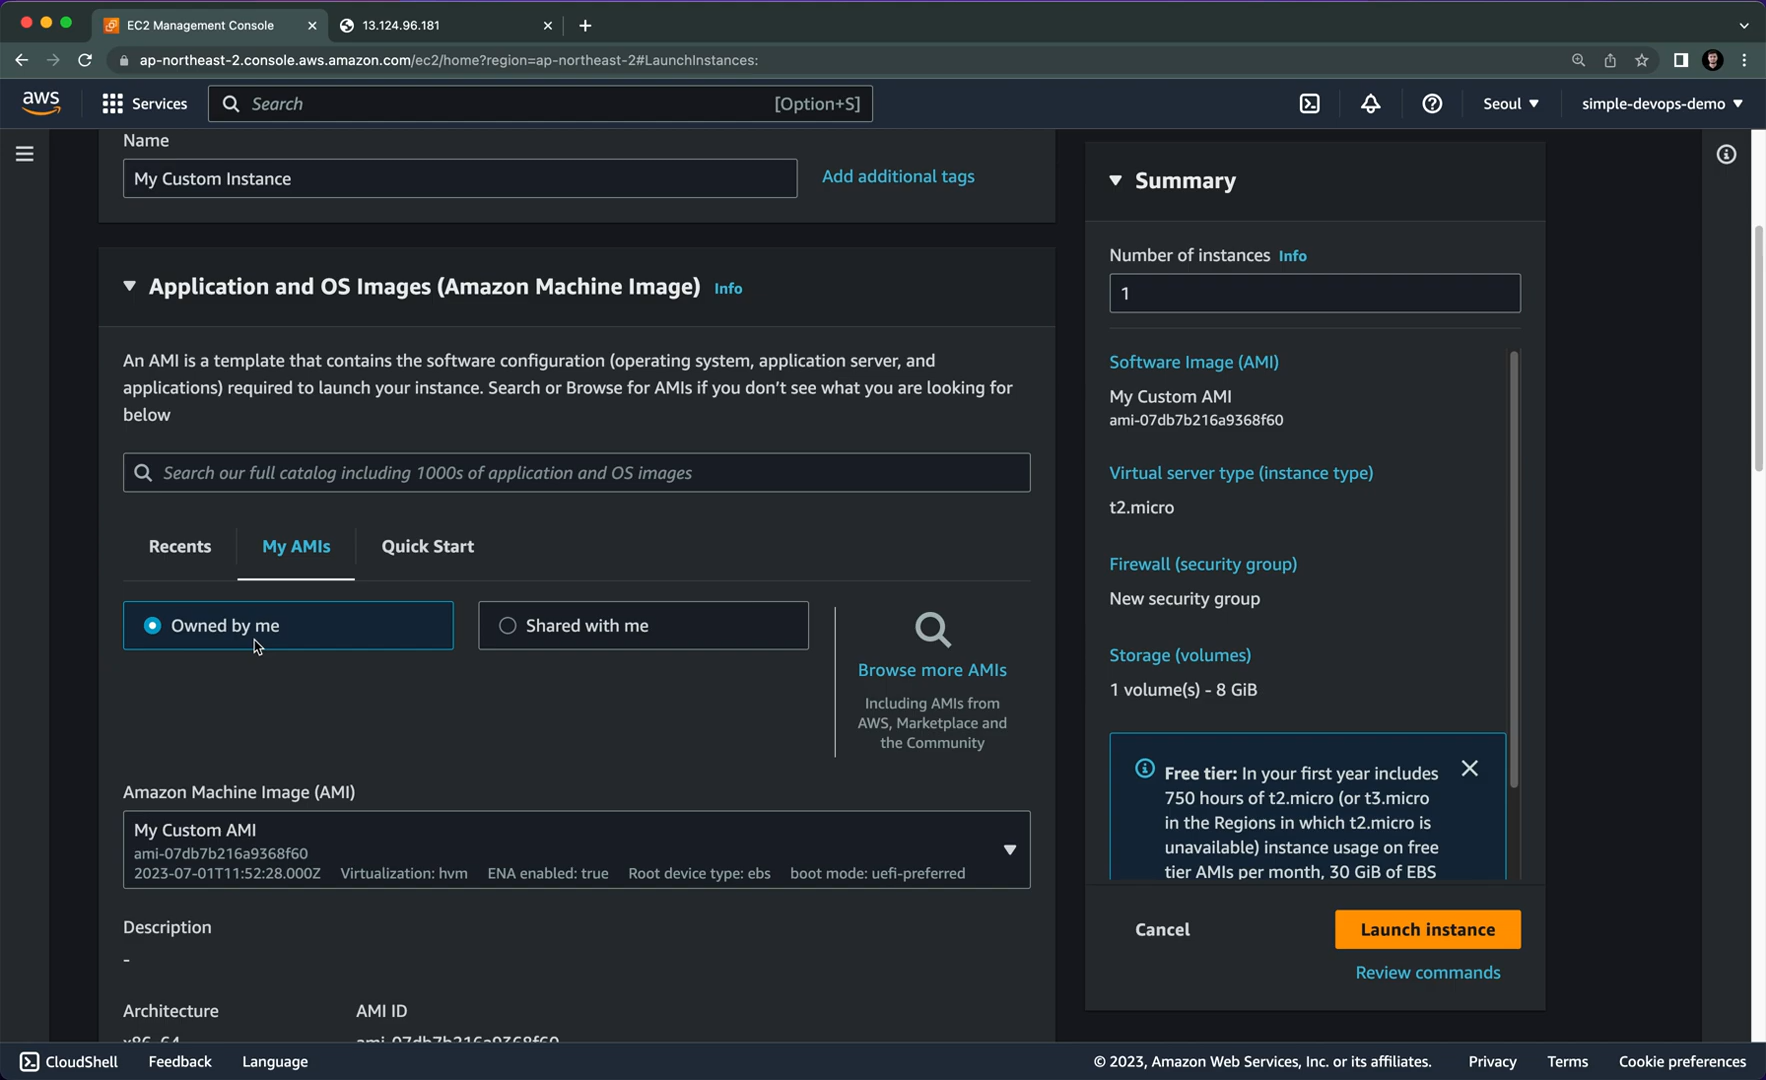 EC2 Management Console
13.124.96.181
ap-northeast-2.console.aws.amazon.com/ec2/home?region=ap-northeast-2#LaunchInstances:
aws
Services
Search
[Option+S]
Seoul
simple-devops-demo
Name
My Custom Instance
Add additional tags
Application and OS Images (Amazon Machine Image)
Info
An AMI is a template that contains the software configuration (operating system, application server, and
applications) required to launch your instance. Search or Browse for AMIs if you don't see what you are looking for
below
Search our full catalog including 1000s of application and OS images
Recents
My AMIs
Quick Start
Owned by me
Shared with me
Browse more AMIs
Including AMIs from
AWS, Marketplace and
the Community
Amazon Machine Image (AMI)
My Custom AMI
ami-07db7b216a9368f60
2023-07-01T11:52:28.000Z Virtualization: hvm ENA enabled: true Root device type: ebs boot mode: uefi-preferred
Description
-
Architecture
AMI ID
x86_64
ami-07db7b216a9368f60
Summary
Number of instances Info
1
Software Image (AMI)
My Custom AMI
ami-07db7b216a9368f60
Virtual server type (instance type)
t2.micro
Firewall (security group)
New security group
Storage (volumes)
1 volume(s) - 8 GiB
Free tier: In your first year includes
750 hours of t2.micro (or t3.micro
in the Regions in which t2.micro is
unavailable) instance usage on free
tier AMIs per month, 30 GiB of EBS
Cancel
Launch instance
Review commands
CloudShell
Feedback
Language
© 2023, Amazon Web Services, Inc. or its affiliates.
Privacy
Terms
Cookie preferences